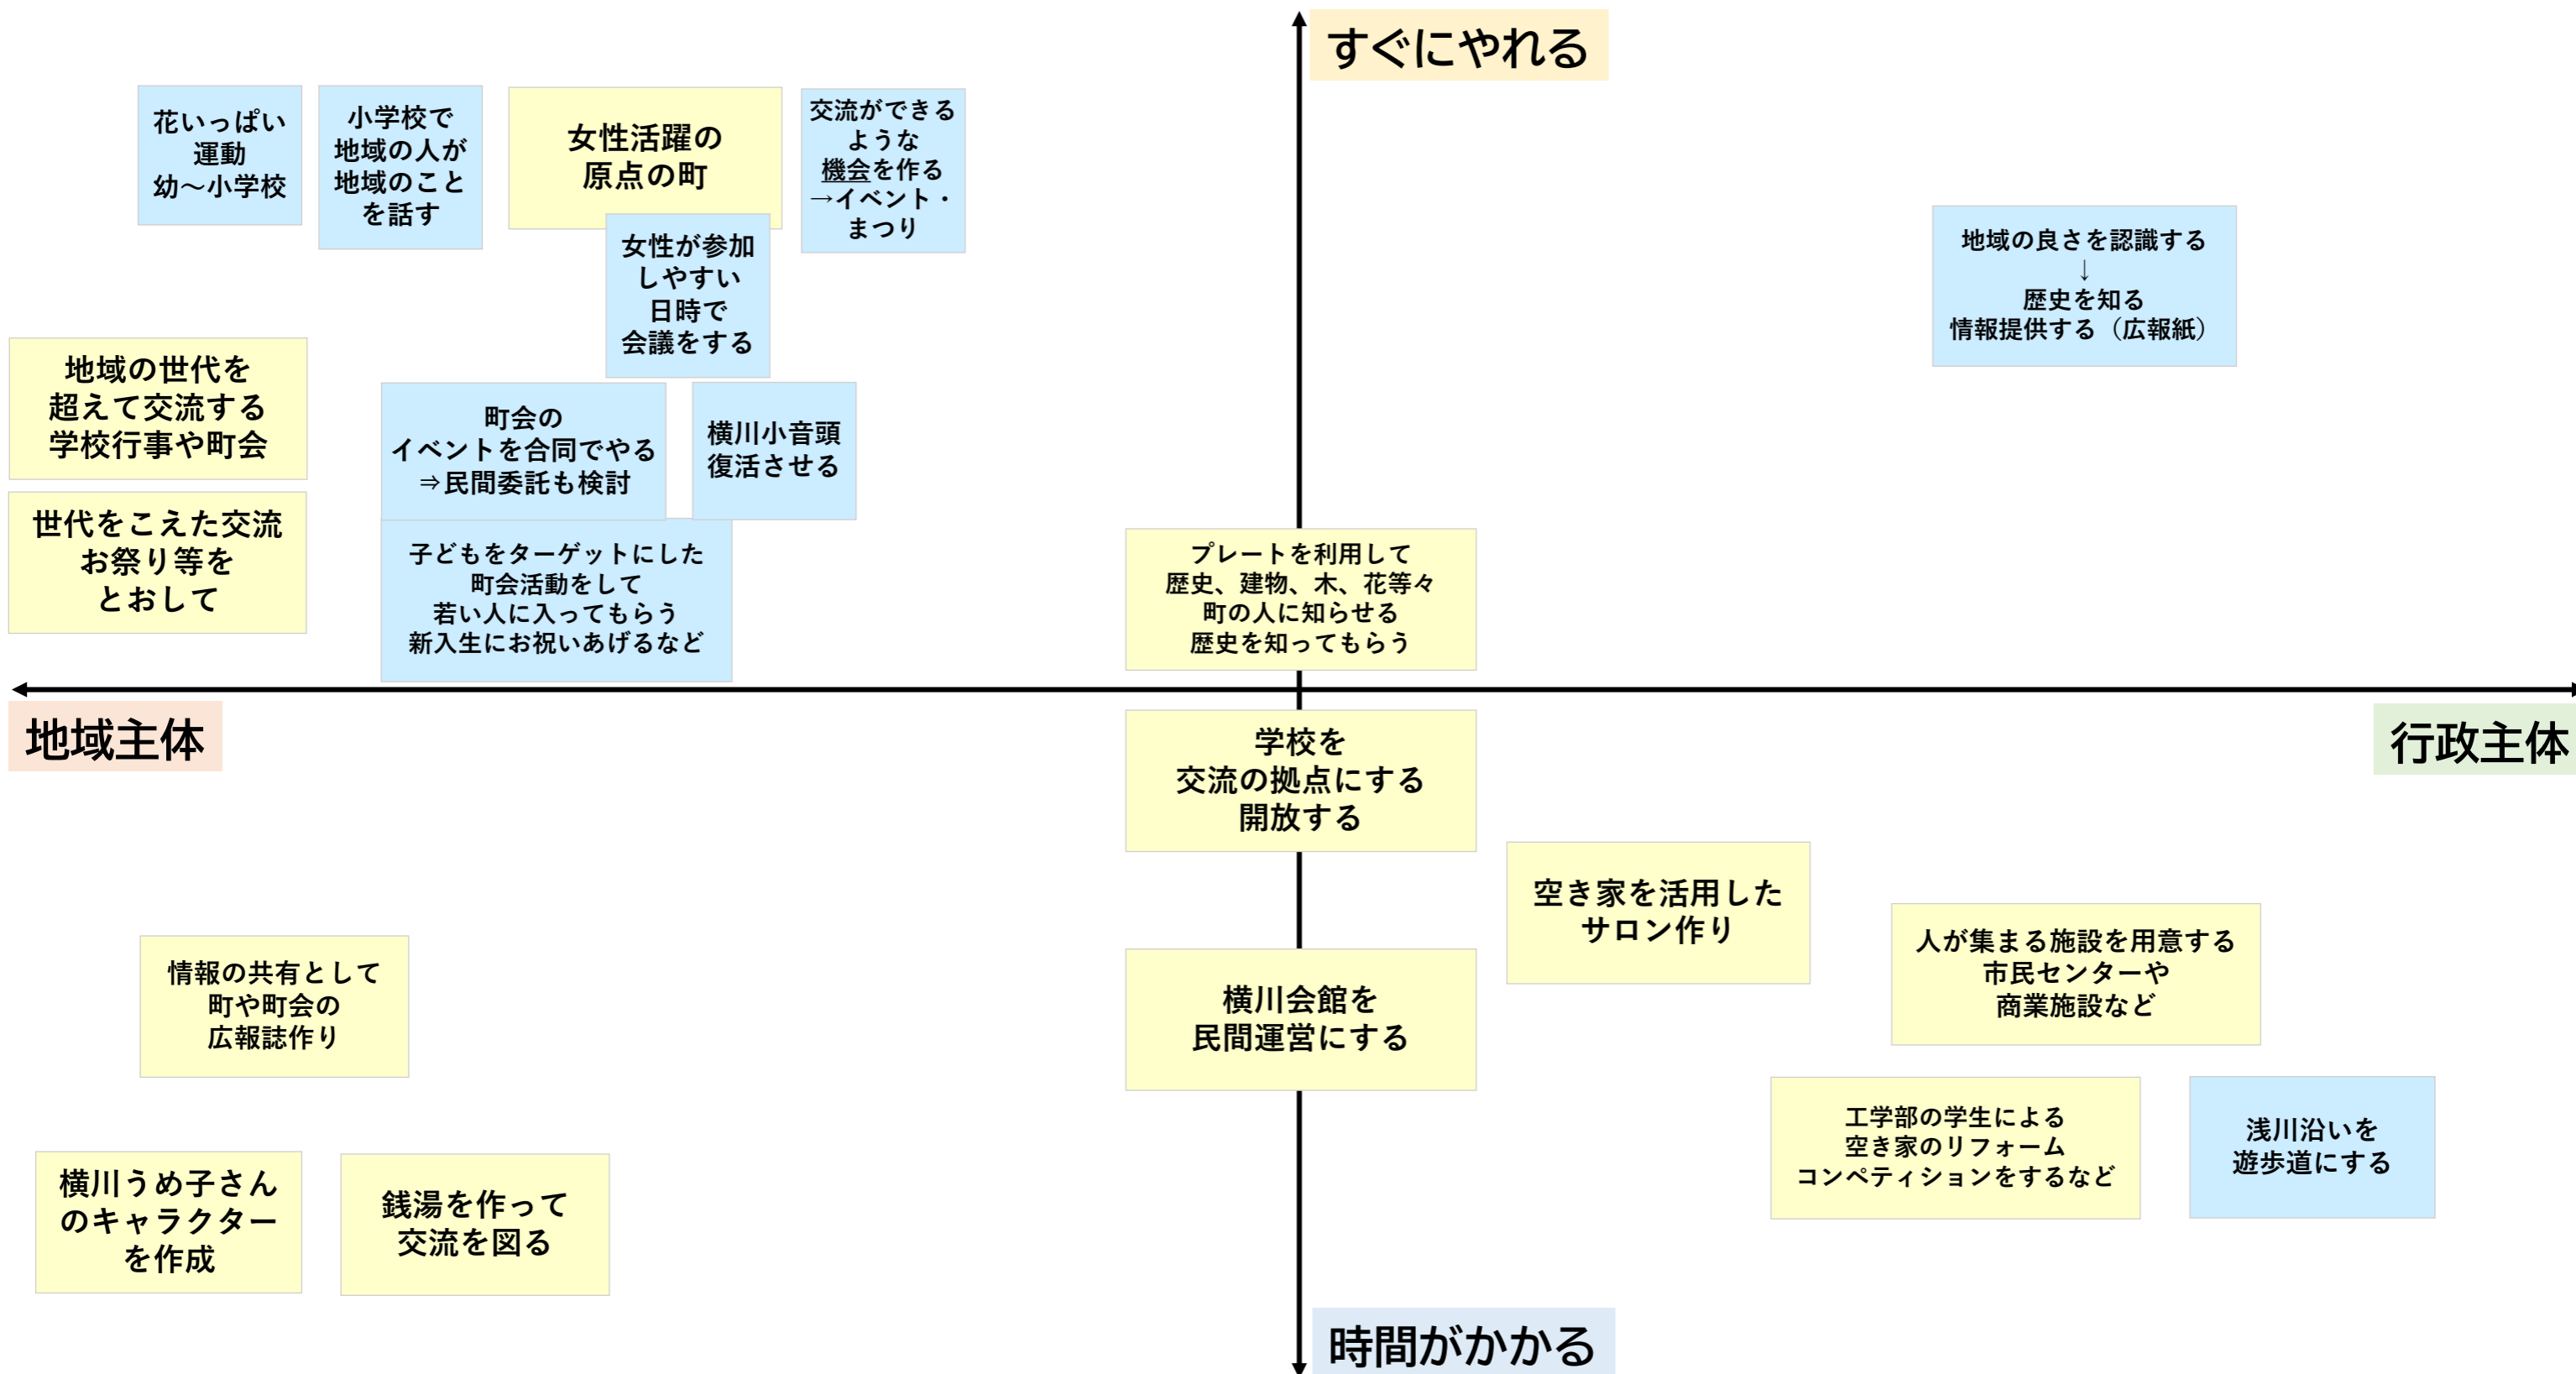 すぐにやれる
花いっぱい
運動
幼～小学校
小学校で
地域の人が
地域のこと
を話す
女性活躍の
原点の町
交流ができる
ような
機会を作る
→イベント・
まつり
女性が参加
しやすい
日時で
会議をする
地域の良さを認識する
↓
歴史を知る
情報提供する（広報紙）
地域の世代を
超えて交流する
学校行事や町会
町会の
イベントを合同でやる
⇒民間委託も検討
横川小音頭
復活させる
世代をこえた交流
お祭り等を
とおして
子どもをターゲットにした
町会活動をして
若い人に入ってもらう
新入生にお祝いあげるなど
プレートを利用して
歴史、建物、木、花等々
町の人に知らせる
歴史を知ってもらう
地域主体
行政主体
学校を
交流の拠点にする
開放する
空き家を活用した
サロン作り
人が集まる施設を用意する
市民センターや
商業施設など
情報の共有として
町や町会の
広報誌作り
横川会館を
民間運営にする
工学部の学生による
空き家のリフォーム
コンペティションをするなど
浅川沿いを
遊歩道にする
横川うめ子さん
のキャラクター
を作成
銭湯を作って
交流を図る
時間がかかる